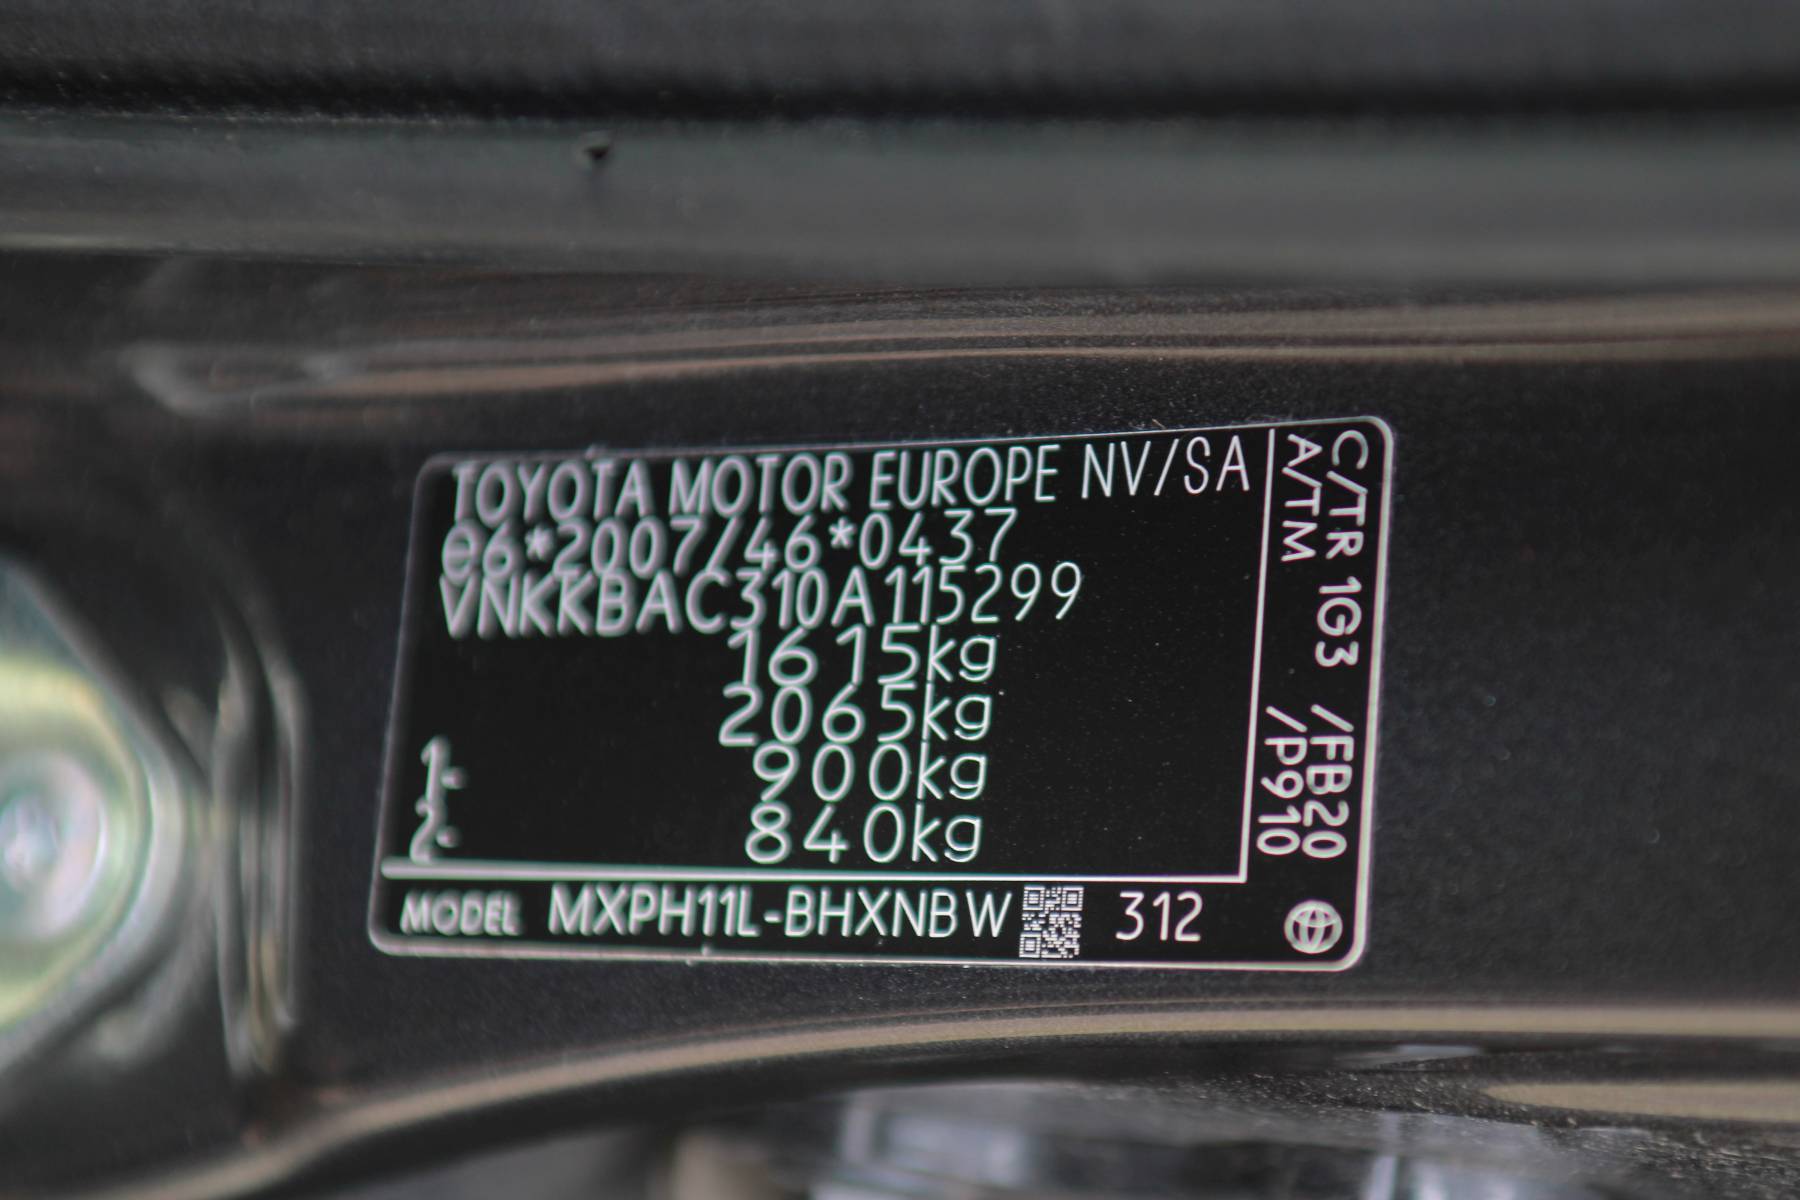 TOYOTA MOTOR EUROPE NV/SA
e6*2007/46*0437
VNKKBAC310A115299
1615kg
2065kg
1- 900kg
2- 840kg
MODEL MXPH11L-BHXNBW 312
C/TR 1G3 /FB20
A/TM /P910